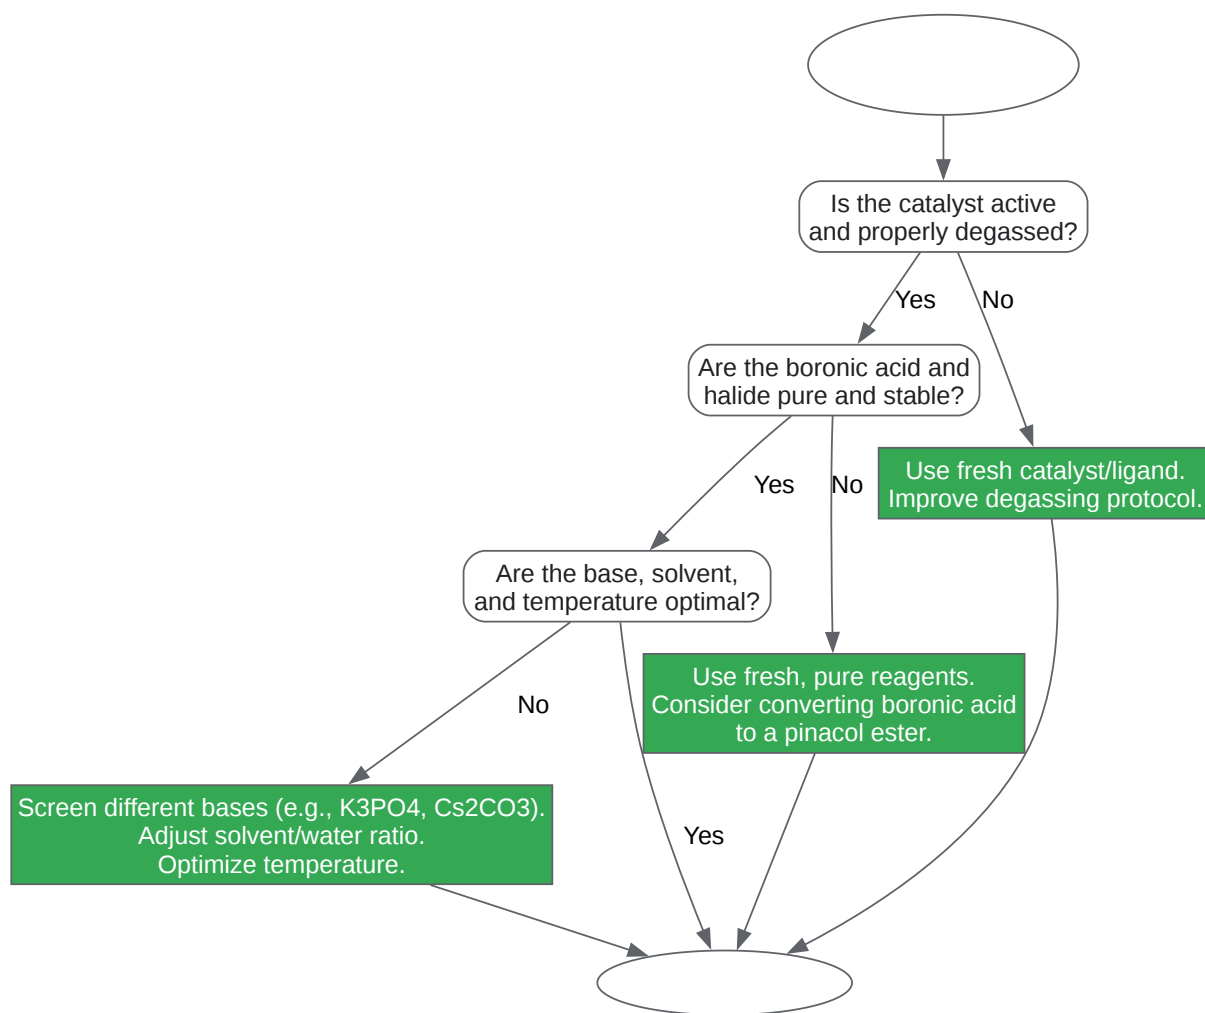 Is the catalyst active
and properly degassed?
Yes
No
Are the boronic acid and
halide pure and stable?
Use fresh catalyst/ligand.
Improve degassing protocol.
Yes
No
Are the base, solvent,
and temperature optimal?
Use fresh, pure reagents.
Consider converting boronic acid
to a pinacol ester.
No
Yes
Screen different bases (e.g., K3PO4, Cs2CO3).
Adjust solvent/water ratio.
Optimize temperature.